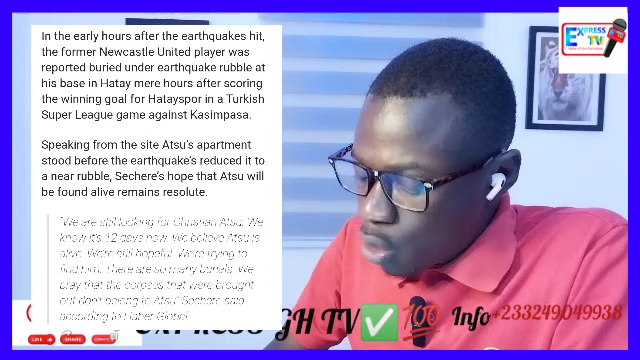 In the early hours after the earthquakes hit,
the former Newcastle United player was
reported buried under earthquake rubble at
his base in Hatay mere hours after scoring
the winning goal for Hatayspor in a Turkish
Super League game against Kasimpasa.
Speaking from the site Atsu's apartment
stood before the earthquake's reduced it to
a near rubble, Sechere's hope that Atsu will
be found alive remains resolute.
"We are still looking for Christian Atsu. We
know it's 12 days now. We believe Atsu is
alive. We're still hopeful. We're trying to
find him. There are so many burials. We
pray that the corpses that were brought
out don't belong to Atsu" Sechere said
according to Haber Global
EXPRESS
TV
GH TV✅💯 Info+233249049938
LIKE
SHARE